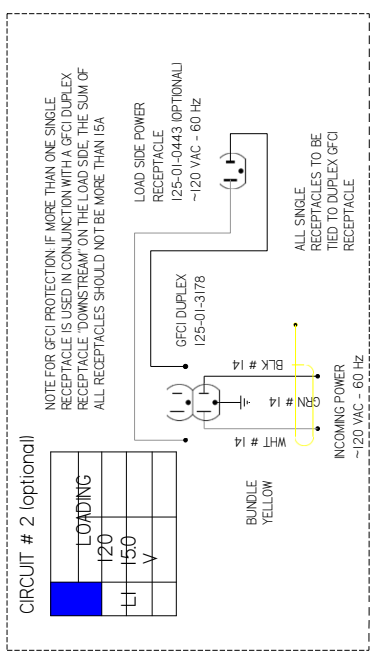 CIRCUIT # 2 (optional)
LOADING
120
L1 15.0
V
NOTE FOR GFCI PROTECTION: IF MORE THAN ONE SINGLE
RECEPTACLE IS USED IN CONJUNCTION WITH A GFCI DUPLEX
RECEPTACLE "DOWNSTREAM" ON THE LOAD SIDE, THE SUM OF
ALL RECEPTACLES SHOULD NOT BE MORE THAN 15A
LOAD SIDE POWER
RECEPTACLE
125-01-0443 (OPTIONAL)
~120 VAC - 60 Hz
GFCI DUPLEX
125-01-3178
BUNDLE
YELLOW
WHT # 14
GRN # 14
BLK # 14
INCOMING POWER
~120 VAC - 60 Hz
ALL SINGLE
RECEPTACLES TO BE
TIED TO DUPLEX GFCI
RECEPTACLE